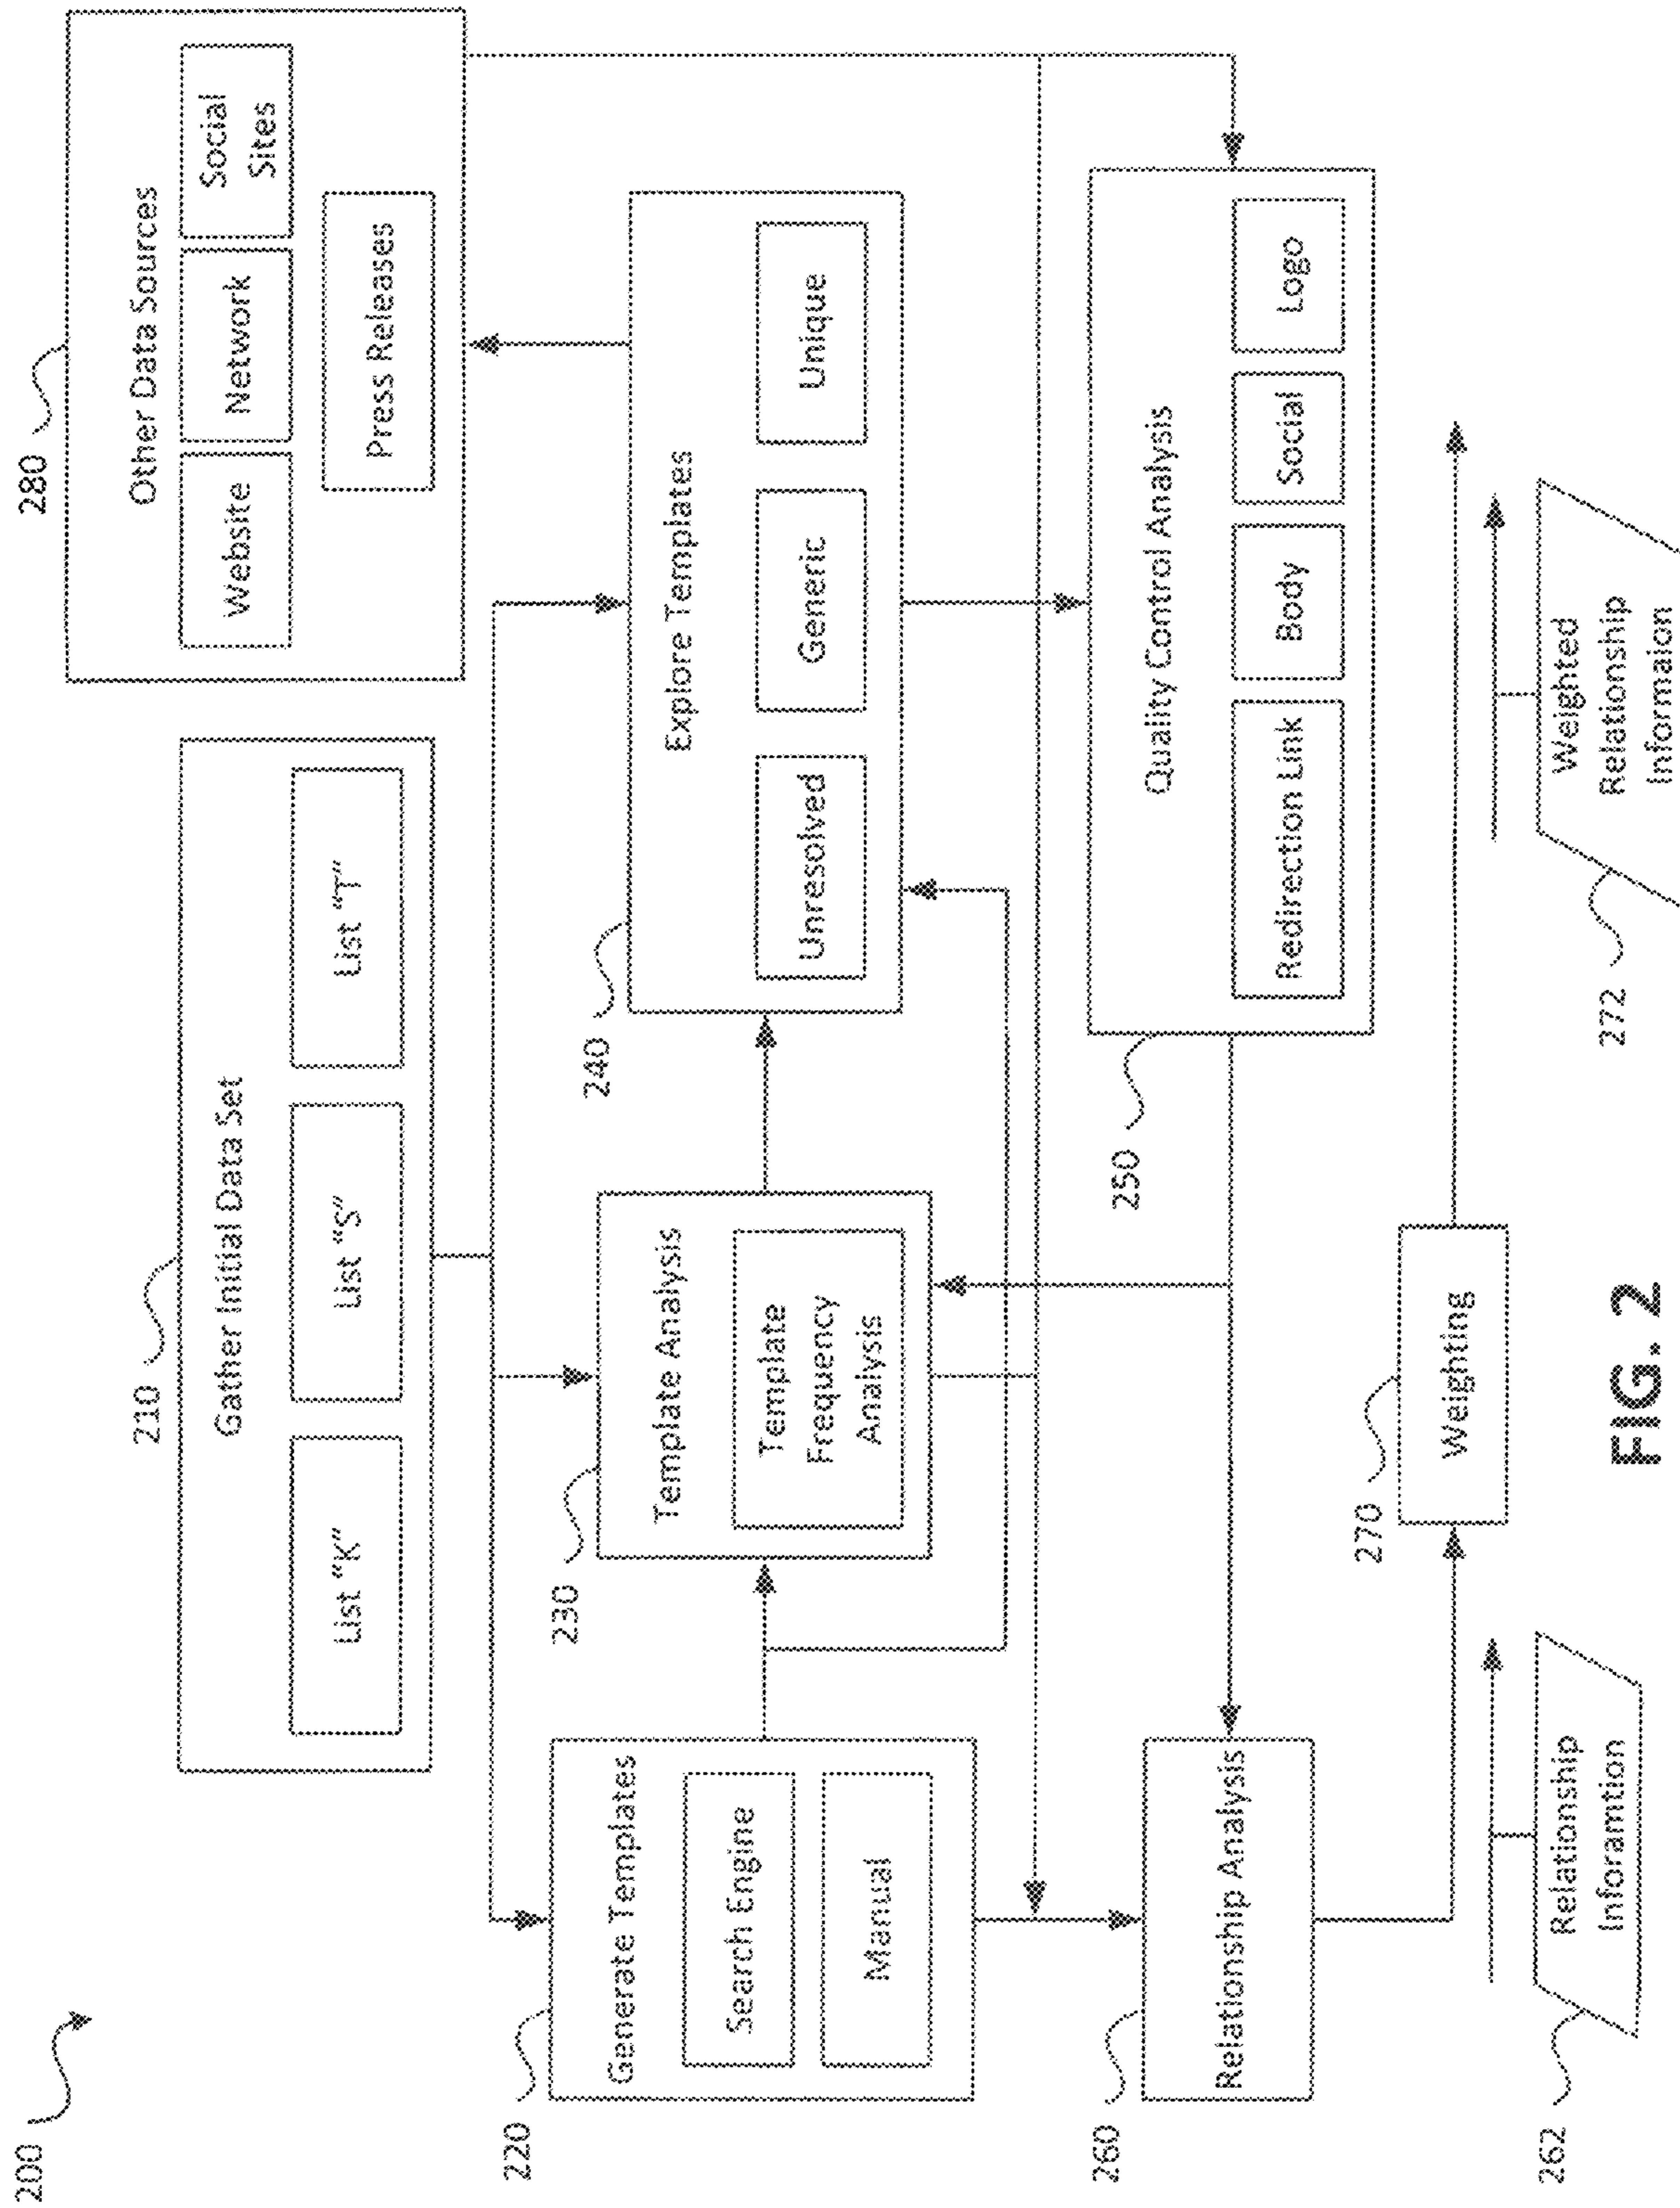 200
210
Gather Initial Data Set
List "K"
List "S"
List "T"
280
Other Data Sources
Website
Network
Social
Sites
Press Releases
220
Generate Templates
Search Engine
Manual
230
Template Analysis
Template
Frequency
Analysis
240
Explore Templates
Unresolved
Generic
Unique
250
Quality Control Analysis
Redirection Link
Body
Social
Logo
260
Relationship Analysis
270
Weighting
262
Relationship
Inforamtion
272
Weighted
Relationship
Informaion
FIG. 2